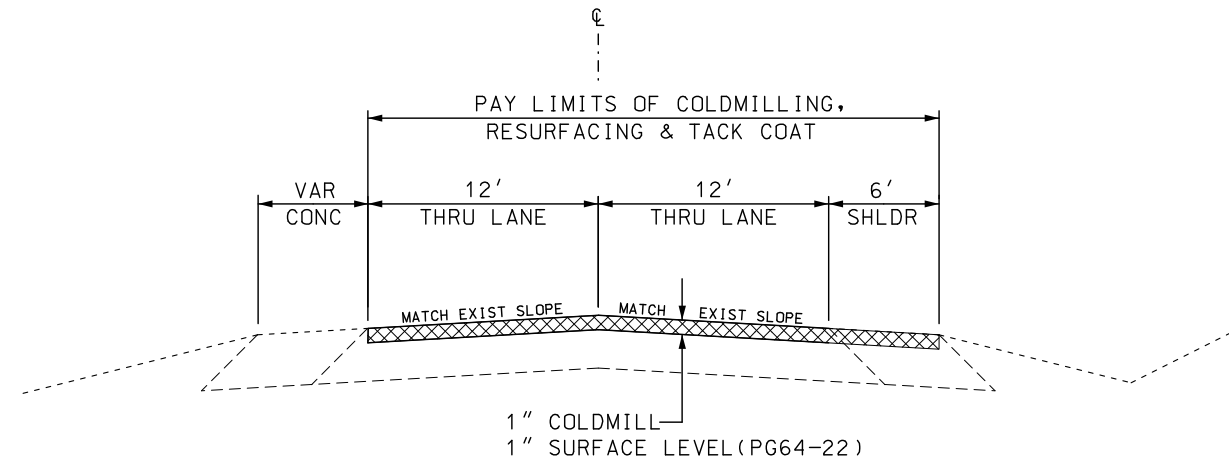 ℄
PAY LIMITS OF COLDMILLING,
RESURFACING & TACK COAT
VAR
CONC
12'
THRU LANE
12'
THRU LANE
6'
SHLDR
MATCH EXIST SLOPE
MATCH EXIST SLOPE
1" COLDMILL
1" SURFACE LEVEL(PG64-22)